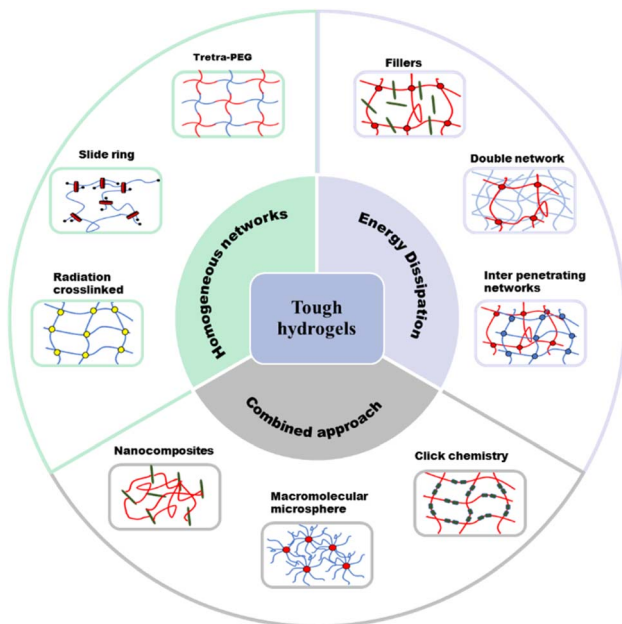 Tretra-PEG
Fillers
Slide ring
Double network
Radiation
crosslinked
Inter penetrating
networks
Homogeneous networks
Energy Dissipation
Tough
hydrogels
Combined approach
Nanocomposites
Macromolecular
microsphere
Click chemistry